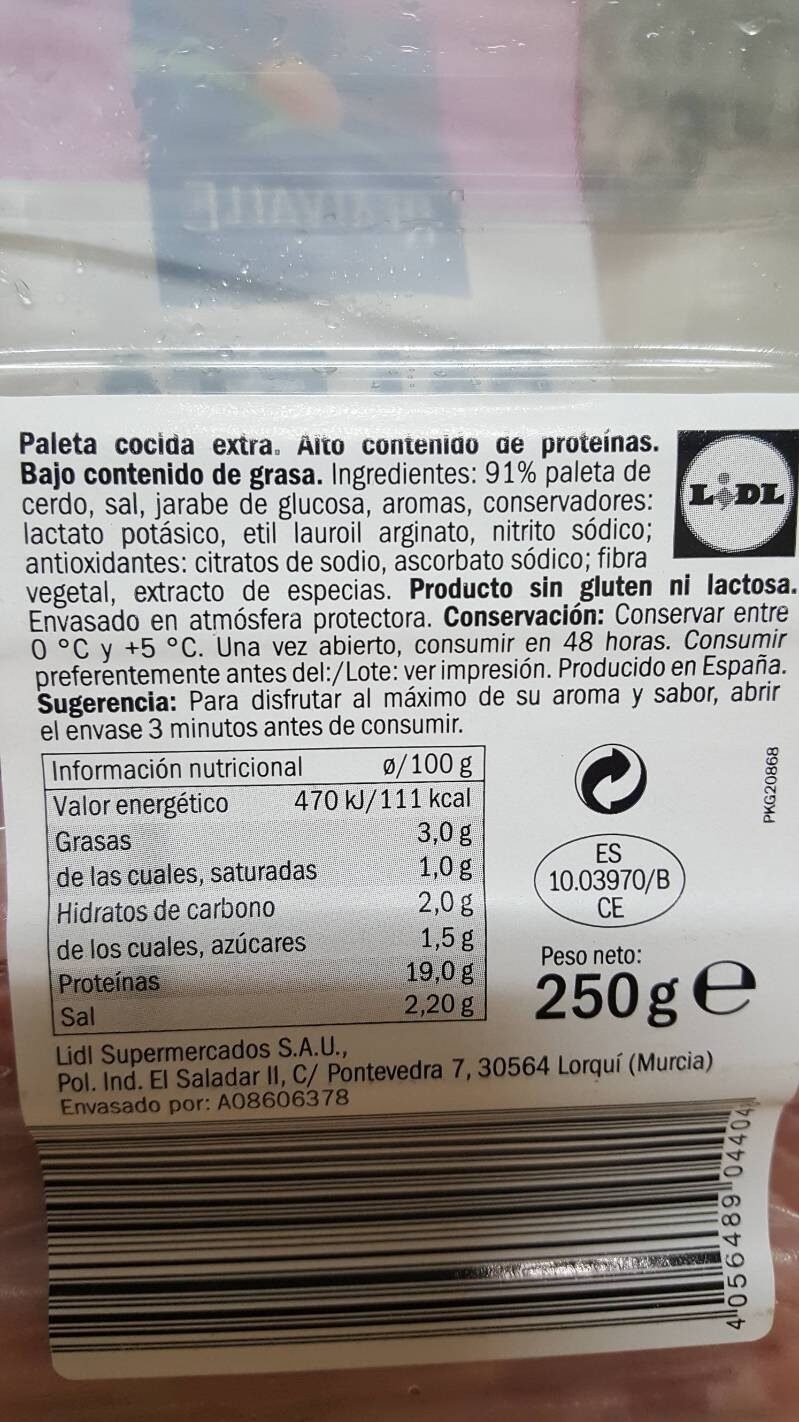 Paleta cocida extra. Alto contenido de proteínas.
Bajo contenido de grasa. Ingredientes: 91% paleta de
cerdo, sal, jarabe de glucosa, aromas, conservadores:
lactato potásico, etil lauroil arginato, nitrito sódico;
antioxidantes: citratos de sodio, ascorbato sódico; fibra
vegetal, extracto de especias. Producto sin gluten ni lactosa.
Envasado en atmósfera protectora. Conservación: Conservar entre
0 °C y +5 °C. Una vez abierto, consumir en 48 horas. Consumir
preferentemente antes del:/Lote: ver impresión. Producido en España.
Sugerencia: Para disfrutar al máximo de su aroma y sabor, abrir
el envase 3 minutos antes de consumir.
LIDL
Información nutricional ø/100 g
Valor energético 470 kJ/111 kcal
Grasas 3,0 g
de las cuales, saturadas 1,0 g
Hidratos de carbono 2,0 g
de los cuales, azúcares 1,5 g
Proteínas 19,0 g
Sal 2,20 g
PKG20868
ES
10.03970/B
CE
Peso neto:
250 g e
Lidl Supermercados S.A.U.,
Pol. Ind. El Saladar II, C/ Pontevedra 7, 30564 Lorquí (Murcia)
Envasado por: A08606378
4 056489 04404